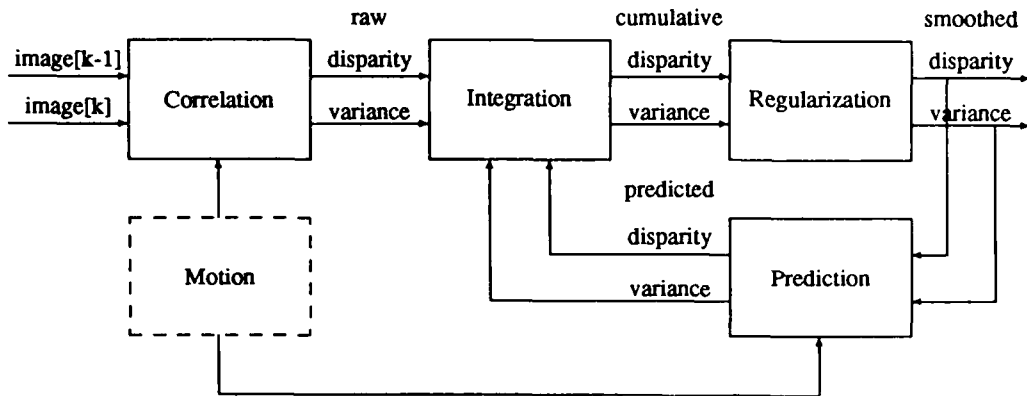 raw
cumulative
smoothed
image[k-1]
disparity
disparity
disparity
Correlation
Integration
Regularization
image[k]
variance
variance
variance
predicted
disparity
Motion
Prediction
variance